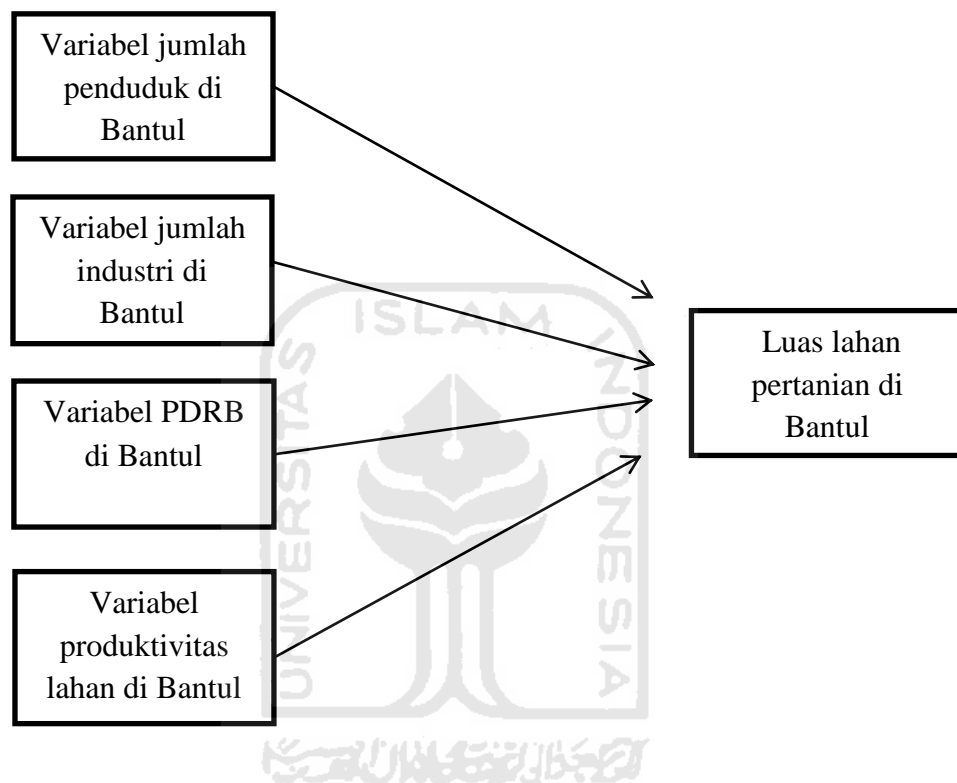 Variabel jumlah
penduduk di
Bantul
Variabel jumlah
industri di
Bantul
Variabel PDRB
di Bantul
Variabel
produktivitas
lahan di Bantul
Luas lahan
pertanian di
Bantul
UNIVERSITAS
ISLAM
INDONESIA